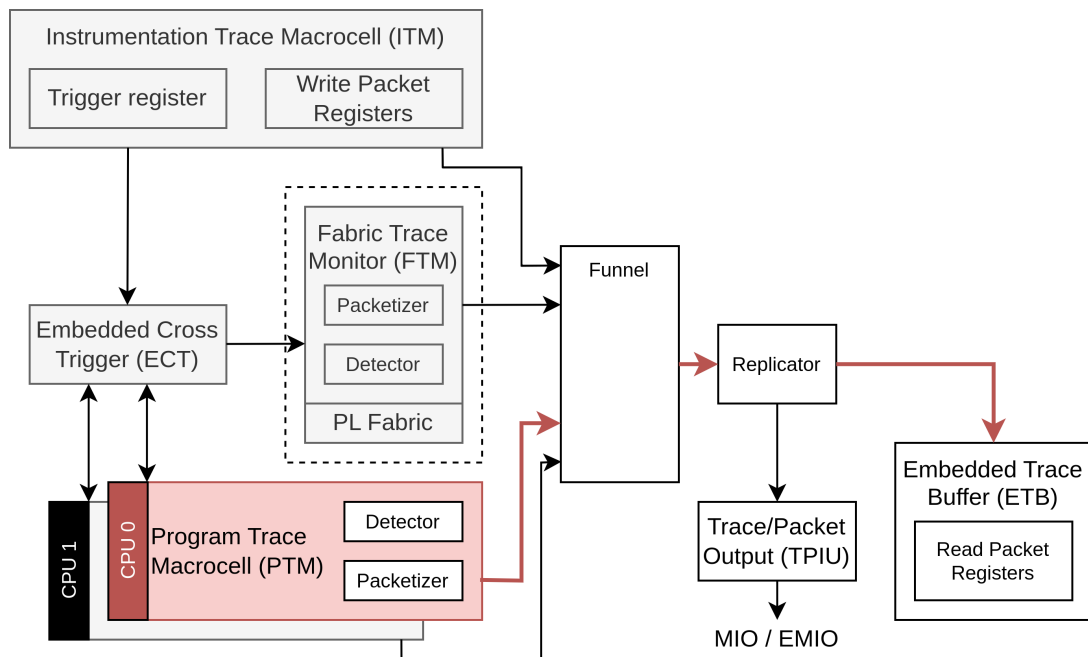 Instrumentation Trace Macrocell (ITM)
Trigger register
Write Packet
Registers
Fabric Trace
Monitor (FTM)
Packetizer
Detector
PL Fabric
Embedded Cross
Trigger (ECT)
Funnel
Replicator
Embedded Trace
Buffer (ETB)
Read Packet
Registers
Trace/Packet
Output (TPIU)
MIO / EMIO
CPU 1
CPU 0
Program Trace
Macrocell (PTM)
Detector
Packetizer